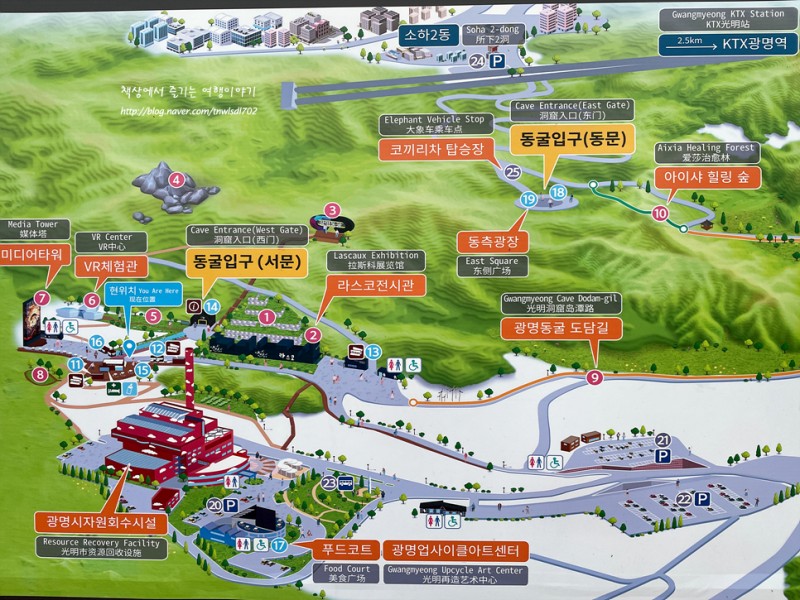 Gwangmyeong KTX Station
KTX光明站
2.5km
KTX광명역
소하2동
Soha 2-dong
所下2洞
24 P
책상에서 즐기는 여행이야기
http://blog.naver.com/tnwlsdl702
Elephant Vehicle Stop
大象车乘车点
코끼리차 탑승장
Cave Entrance(East Gate)
洞窟入口(东门)
동굴입구(동문)
25
19
18
Aixia Healing Forest
爱莎治愈林
아이샤 힐링 숲
10
4
3
동측광장
East Square
东侧广场
Media Tower
媒体塔
미디어타워
VR Center
VR中心
VR체험관
Cave Entrance(West Gate)
洞窟入口(西门)
동굴입구 (서문)
Lascaux Exhibition
拉斯科展览馆
라스코전시관
현위치 You Are Here
现在位置
Gwangmyeong Cave Dodam-gil
光明洞窟岛潭路
광명동굴 도담길
7
6
5
14
1
2
라스코
16
12
13
11
15
8
9
21
P
22 P
23
20 P
17
광명시자원회수시설
Resource Recovery Facility
光明市资源回收设施
푸드코트
Food Court
美食广场
광명업사이클아트센터
Gwangmyeong Upcycle Art Center
光明再造艺术中心